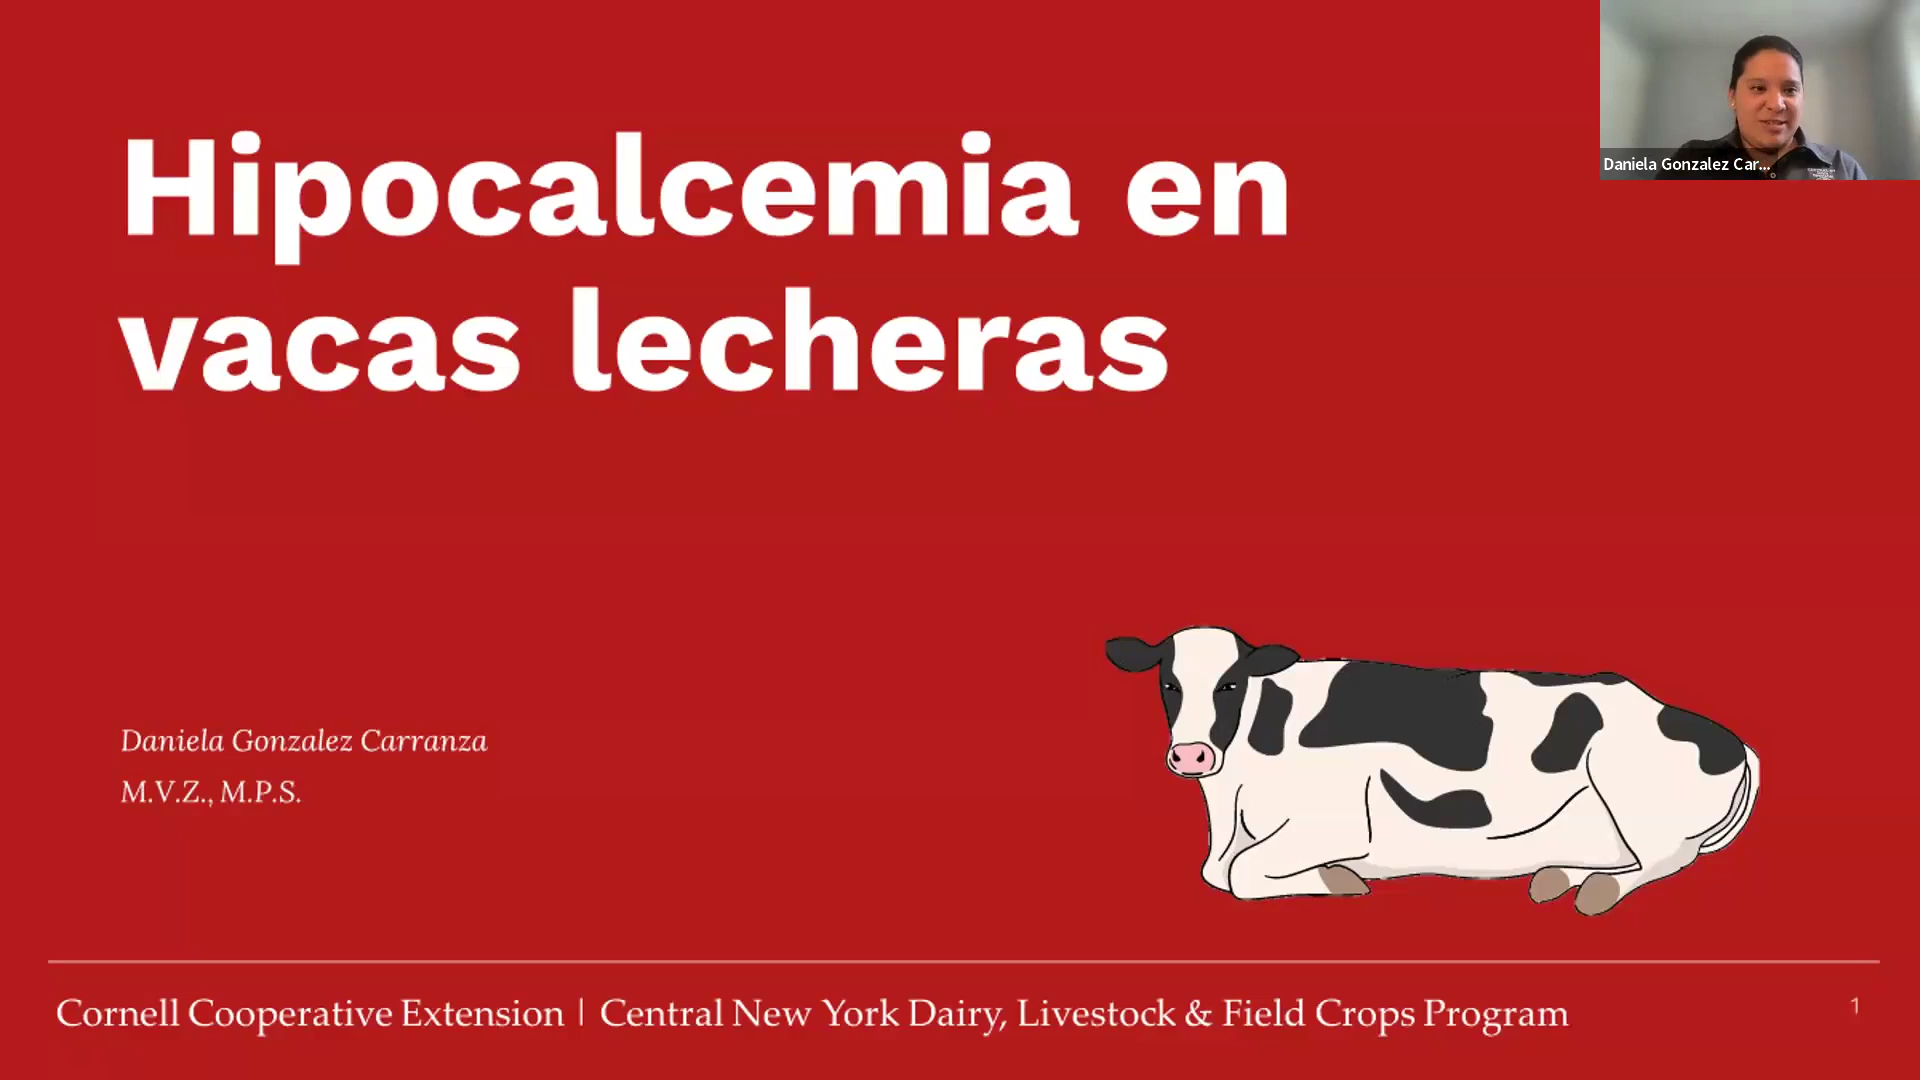 Hipocalcemia en
vacas lecheras
Daniela Gonzalez Car...
Daniela Gonzalez Carranza
M.V.Z., M.P.S.
Cornell Cooperative Extension | Central New York Dairy, Livestock & Field Crops Program
1